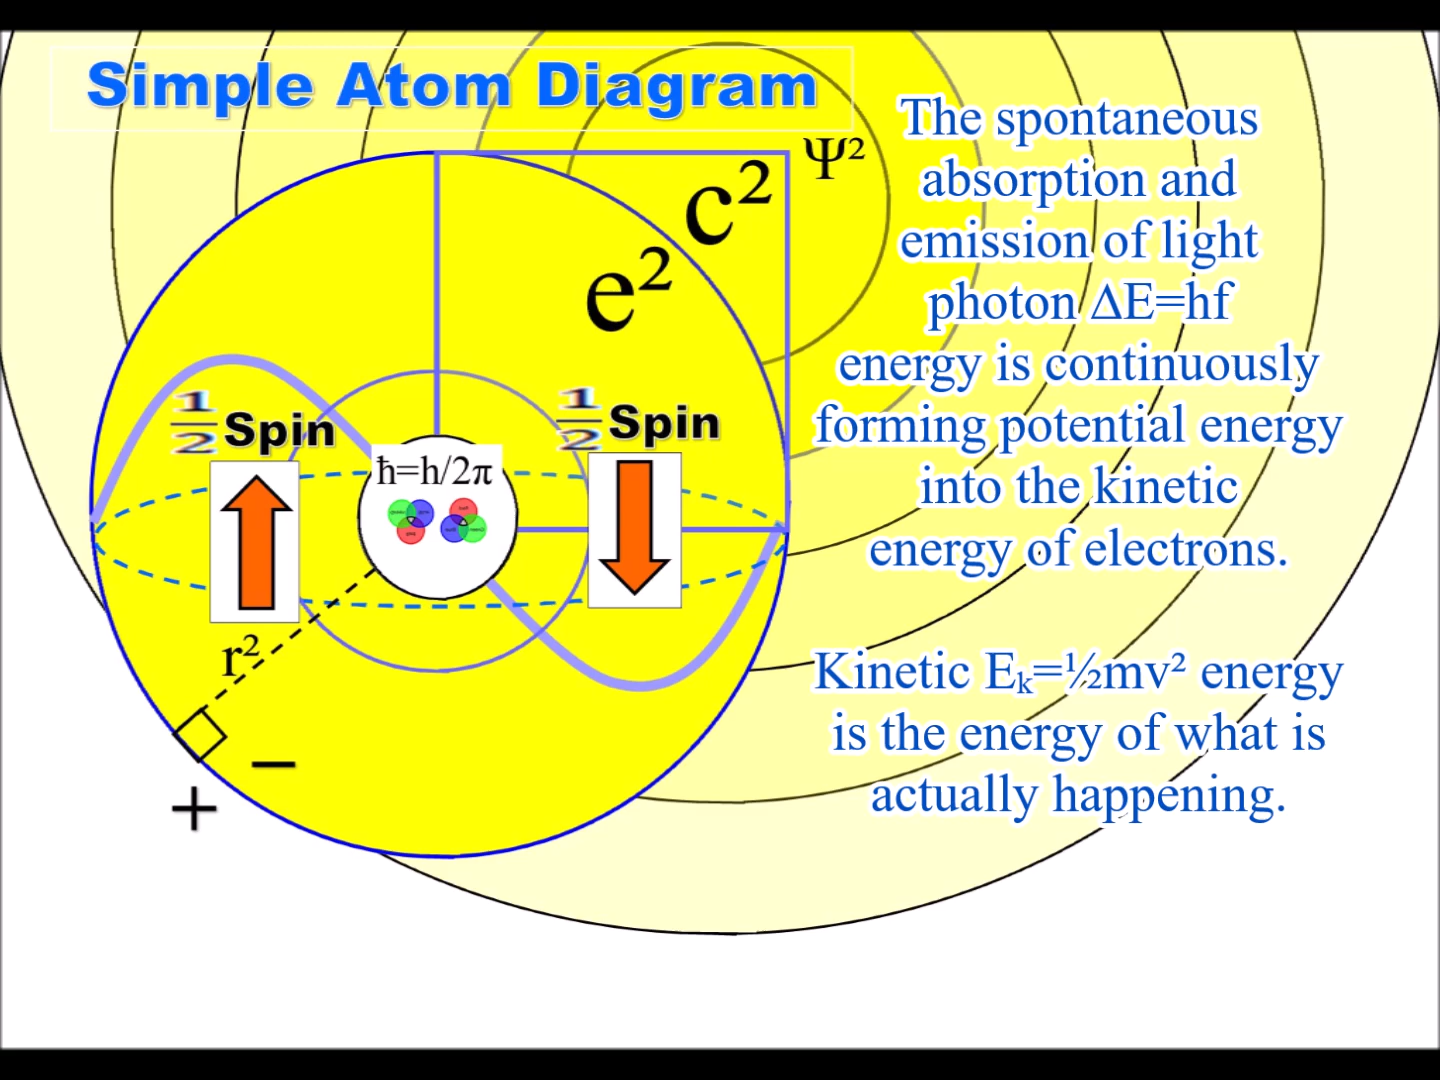 Simple Atom Diagram
Ψ²
c²
e²
½ Spin
½ Spin
ħ=h/2π
r²
−
+
The spontaneous
absorption and
emission of light
photon ∆E=hf
energy is continuously
forming potential energy
into the kinetic
energy of electrons.
Kinetic Eₖ=½mv² energy
is the energy of what is
actually happening.